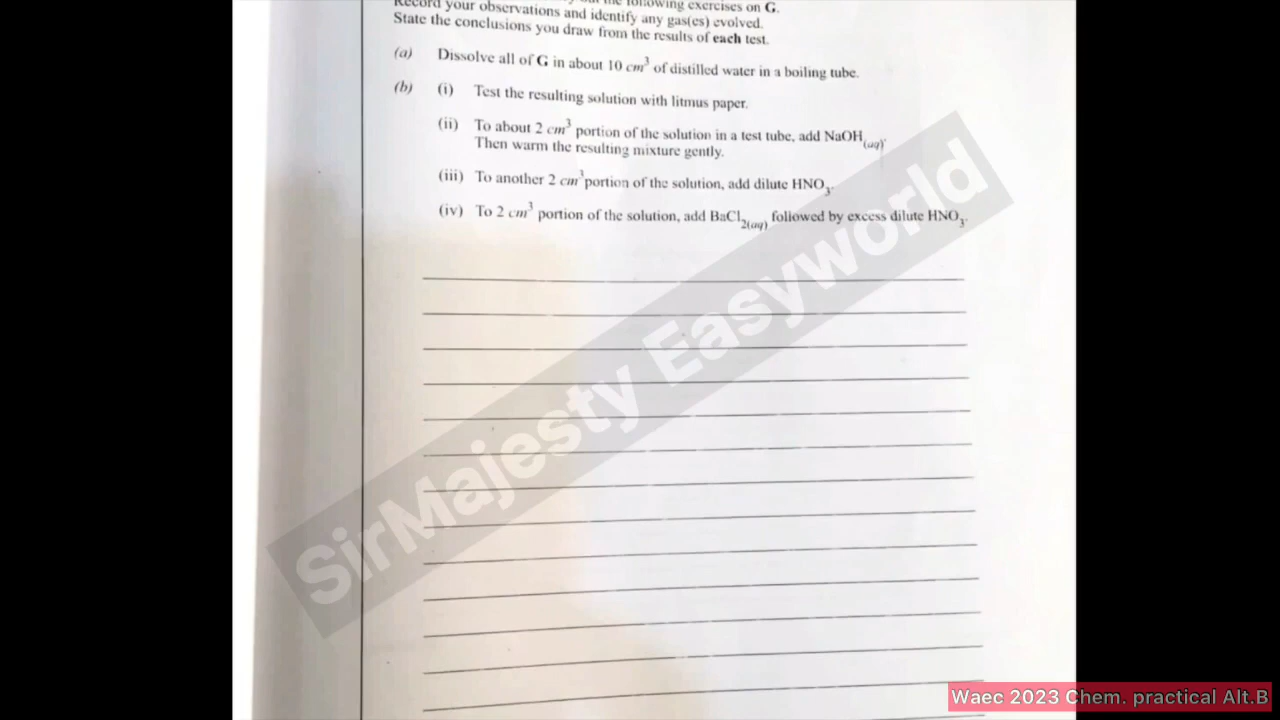 Record your observations and identify any gas(es) evolved.
State the conclusions you draw from the results of each test.
(a) Dissolve all of G in about 10 cm³ of distilled water in a boiling tube.
(b) (i) Test the resulting solution with litmus paper.
(ii) To about 2 cm³ portion of the solution in a test tube, add NaOH(aq).
Then warm the resulting mixture gently.
(iii) To another 2 cm³ portion of the solution, add dilute HNO₃.
(iv) To 2 cm³ portion of the solution, add BaCl₂(aq) followed by excess dilute HNO₃.
SirMajesty Easyworld
Waec 2023 Chem. practical Alt.B